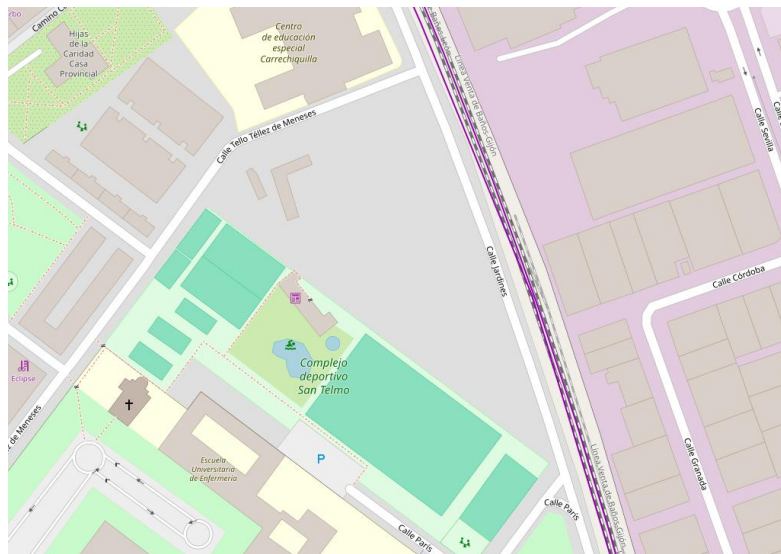 Camino
Hijas
de la
Caridad
Casa
Provincial
Centro
de educación
especial
Carrechiquilla
Calle Tello Téllez de Meneses
Línea Venta de Baños-Gijón
Calle Sevilla
Calle Jardines
Calle Córdoba
Complejo
deportivo
San Telmo
Eclipse
Escuela
Universitaria
de Enfermería
P
Calle París
Calle París
Calle Granada
Línea Venta de Baños-Gijón